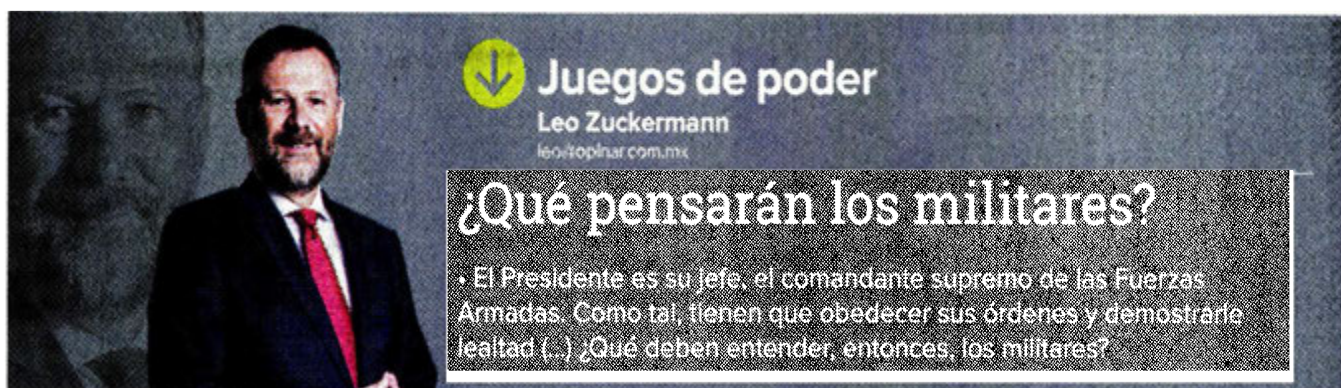 Juegos de poder
Leo Zuckermann
¿Qué pensarán los militares?
• El Presidente es su jefe, el comandante supremo de las Fuerzas
Armadas. Como tal, tienen que obedecer sus órdenes y demostrarle
lealtad (...) ¿Qué deben entender, entonces, los militares?